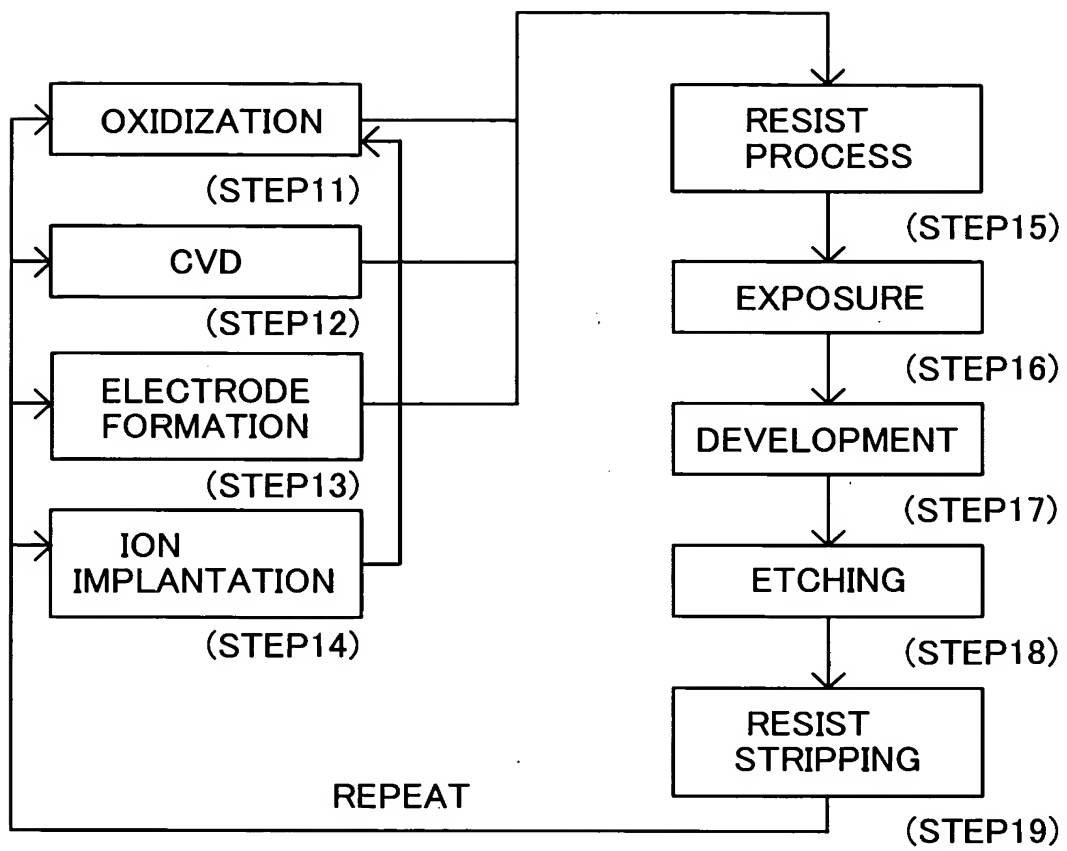 OXIDIZATION
(STEP11)
CVD
(STEP12)
ELECTRODE
FORMATION
(STEP13)
ION
IMPLANTATION
(STEP14)
RESIST
PROCESS
(STEP15)
EXPOSURE
(STEP16)
DEVELOPMENT
(STEP17)
ETCHING
(STEP18)
RESIST
STRIPPING
(STEP19)
REPEAT